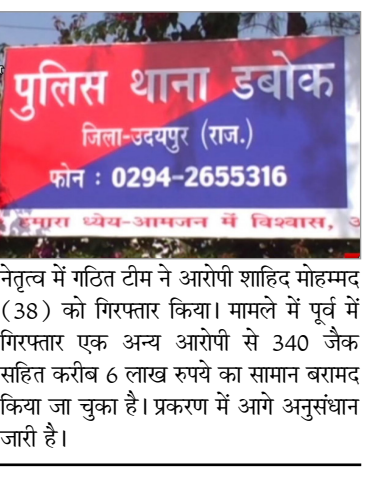 पुलिस थाना डबोक
जिला-उदयपुर (राज.)
फोन : 0294-2655316
हमारा ध्येय-आमजन में विश्वास,
नेतृत्व में गठित टीम ने आरोपी शाहिद मोहम्मद
(38) को गिरफ्तार किया। मामले में पूर्व में
गिरफ्तार एक अन्य आरोपी से 340 जैक
सहित करीब 6 लाख रुपये का सामान बरामद
किया जा चुका है। प्रकरण में आगे अनुसंधान
जारी है।